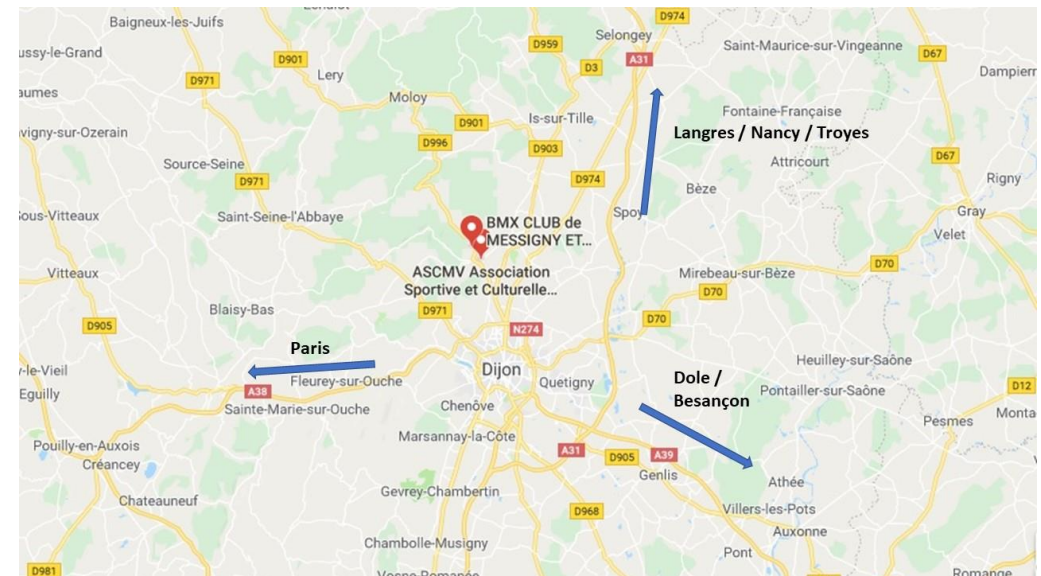 Baigneux-les-Juifs
D974
Selongey
D959
Saint-Maurice-sur-Vingeanne
D67
ussy-le-Grand
D901
A31
D3
Lery
D971
Dampierr
aumes
Moloy
Fontaine-Française
Is-sur-Tille
D901
Langres / Nancy / Troyes
vigny-sur-Ozerain
D996
D903
D67
Source-Seine
Attricourt
D971
D974
Rigny
Bèze
Sous-Vitteaux
Saint-Seine-l'Abbaye
Spoy
Gray
BMX CLUB de
MESSIGNY ET...
Velet
D70
Vitteaux
ASCMV Association
Sportive et Culturelle...
Mirebeau-sur-Bèze
D70
Blaisy-Bas
D971
D70
D905
N274
Paris
Heuilley-sur-Saône
y-le-Vieil
Dijon
Dole /
Besançon
Fleurey-sur-Ouche
Quetigny
D12
A38
Pontailler-sur-Saône
Eguilly
Sainte-Marie-sur-Ouche
Chenôve
Monta
Pesmes
Marsannay-la-Côte
Pouilly-en-Auxois
A31
D905
A39
Créancey
Genlis
Athée
Gevrey-Chambertin
Chateauneuf
D968
Villers-les-Pots
Auxonne
Chambolle-Musigny
Pont
D981
Vosne-Romanée
Romange